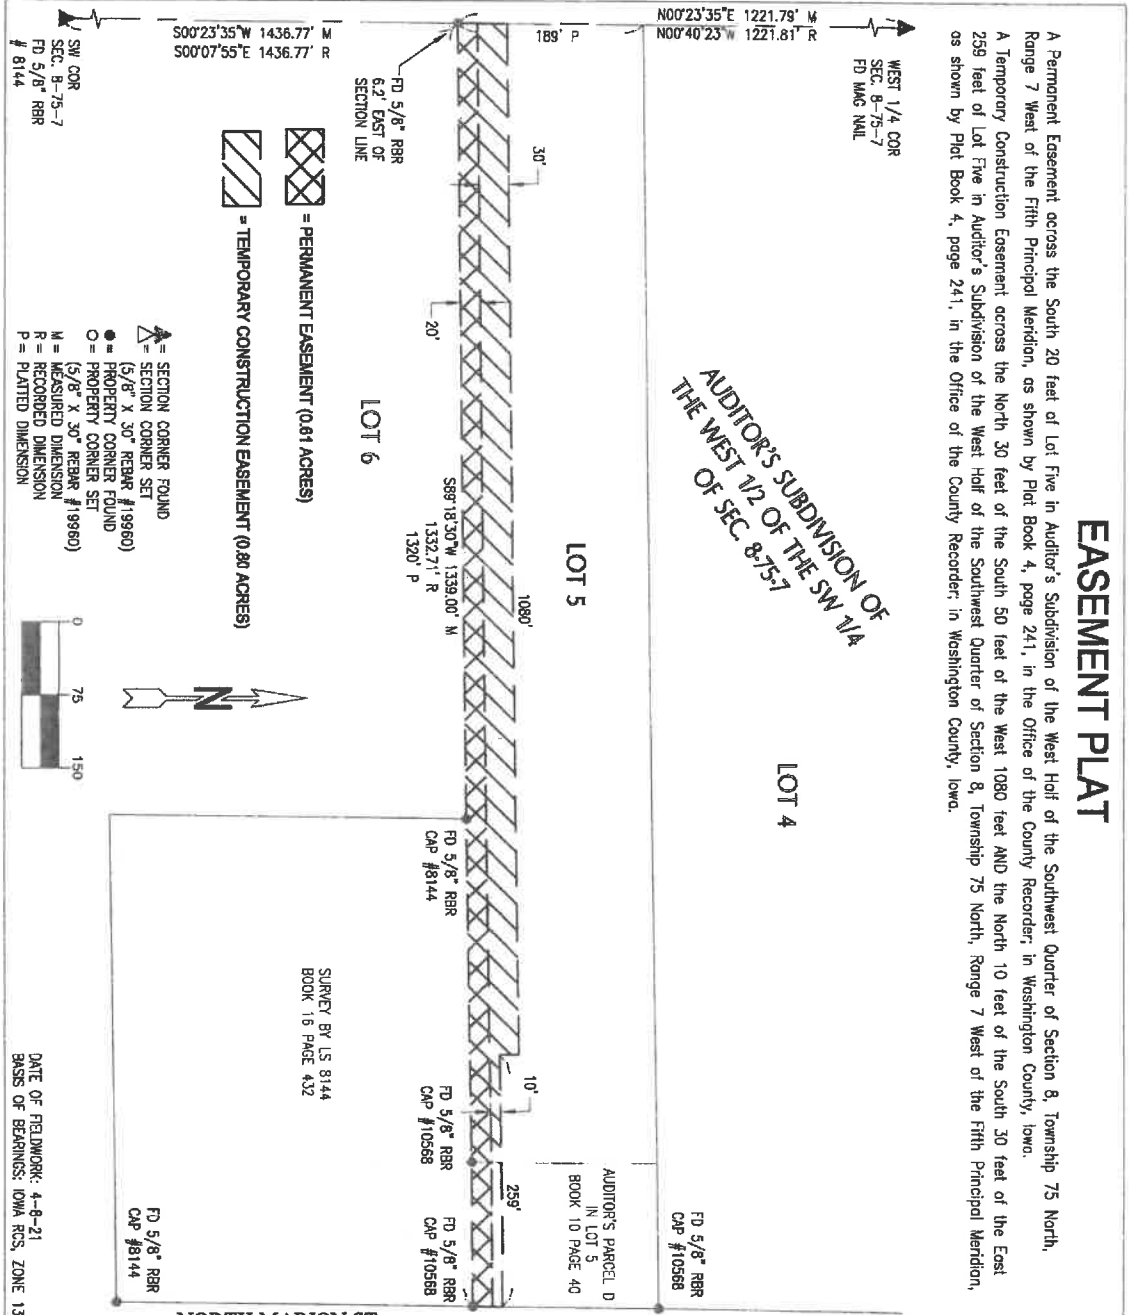 EASEMENT PLAT
A Permanent Easement across the South 20 feet of Lot Five in Auditor's Subdivision of the West Half of the Southwest Quarter of Section 8, Township 75 North,
Range 7 West of the Fifth Principal Meridian, as shown by Plat Book 4, page 241, in the Office of the County Recorder; in Washington County, Iowa.
A Temporary Construction Easement across the North 30 feet of the South 50 feet of the West 1080 feet AND the North 10 feet of the South 30 feet of the East
259 feet of Lot Five in Auditor's Subdivision of the West Half of the Southwest Quarter of Section 8, Township 75 North, Range 7 West of the Fifth Principal Meridian,
as shown by Plat Book 4, page 241, in the Office of the County Recorder; in Washington County, Iowa.
WEST 1/4 COR
SEC. 8-75-7
FD MAG NAIL
N00°23'35"E 1221.79' M
N00°40'23"W 1221.81' R
AUDITOR'S SUBDIVISION OF
THE WEST 1/2 OF THE SW 1/4
OF SEC. 8-75-7
LOT 4
FD 5/8" RBR
CAP #10568
189' P
LOT 5
AUDITOR'S PARCEL D
IN LOT 5
BOOK 10 PAGE 40
30'
1080'
10'
259'
20'
S89°18'30"W 1339.00' M
1332.71' R
1320' P
FD 5/8" RBR
CAP #8144
FD 5/8" RBR
CAP #10568
FD 5/8" RBR
CAP #10568
FD 5/8" RBR
6.2' EAST OF
SECTION LINE
LOT 6
S00°23'35"W 1436.77' M
S00°07'55"E 1436.77' R
= PERMANENT EASEMENT (0.61 ACRES)
= TEMPORARY CONSTRUCTION EASEMENT (0.80 ACRES)
SURVEY BY LS 8144
BOOK 16 PAGE 432
N
= SECTION CORNER FOUND
= SECTION CORNER SET
(5/8" X 30" REBAR #19960)
= PROPERTY CORNER FOUND
= PROPERTY CORNER SET
(5/8" X 30" REBAR #19960)
M = MEASURED DIMENSION
R = RECORDED DIMENSION
P = PLATTED DIMENSION
0 75 150
SW COR
SEC. 8-75-7
FD 5/8" RBR
# 8144
FD 5/8" RBR
CAP #8144
NORTH MARION ST
DATE OF FIELDWORK: 4-8-21
BASIS OF BEARINGS: IOWA RCS, ZONE 13